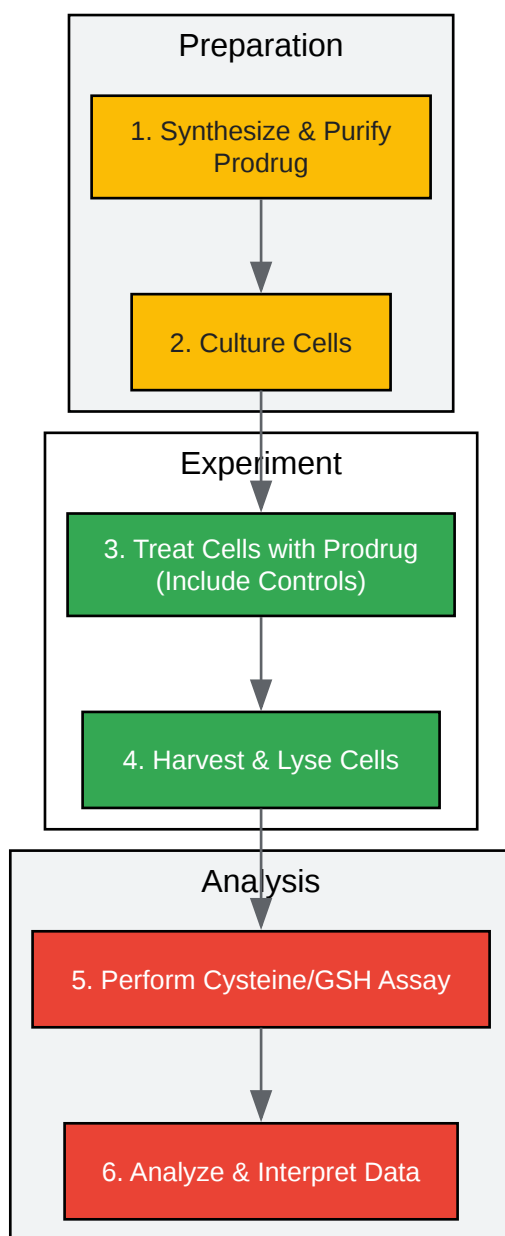 Preparation
1. Synthesize & Purify
Prodrug
2. Culture Cells
Experiment
3. Treat Cells with Prodrug
(Include Controls)
4. Harvest & Lyse Cells
Analysis
5. Perform Cysteine/GSH Assay
6. Analyze & Interpret Data